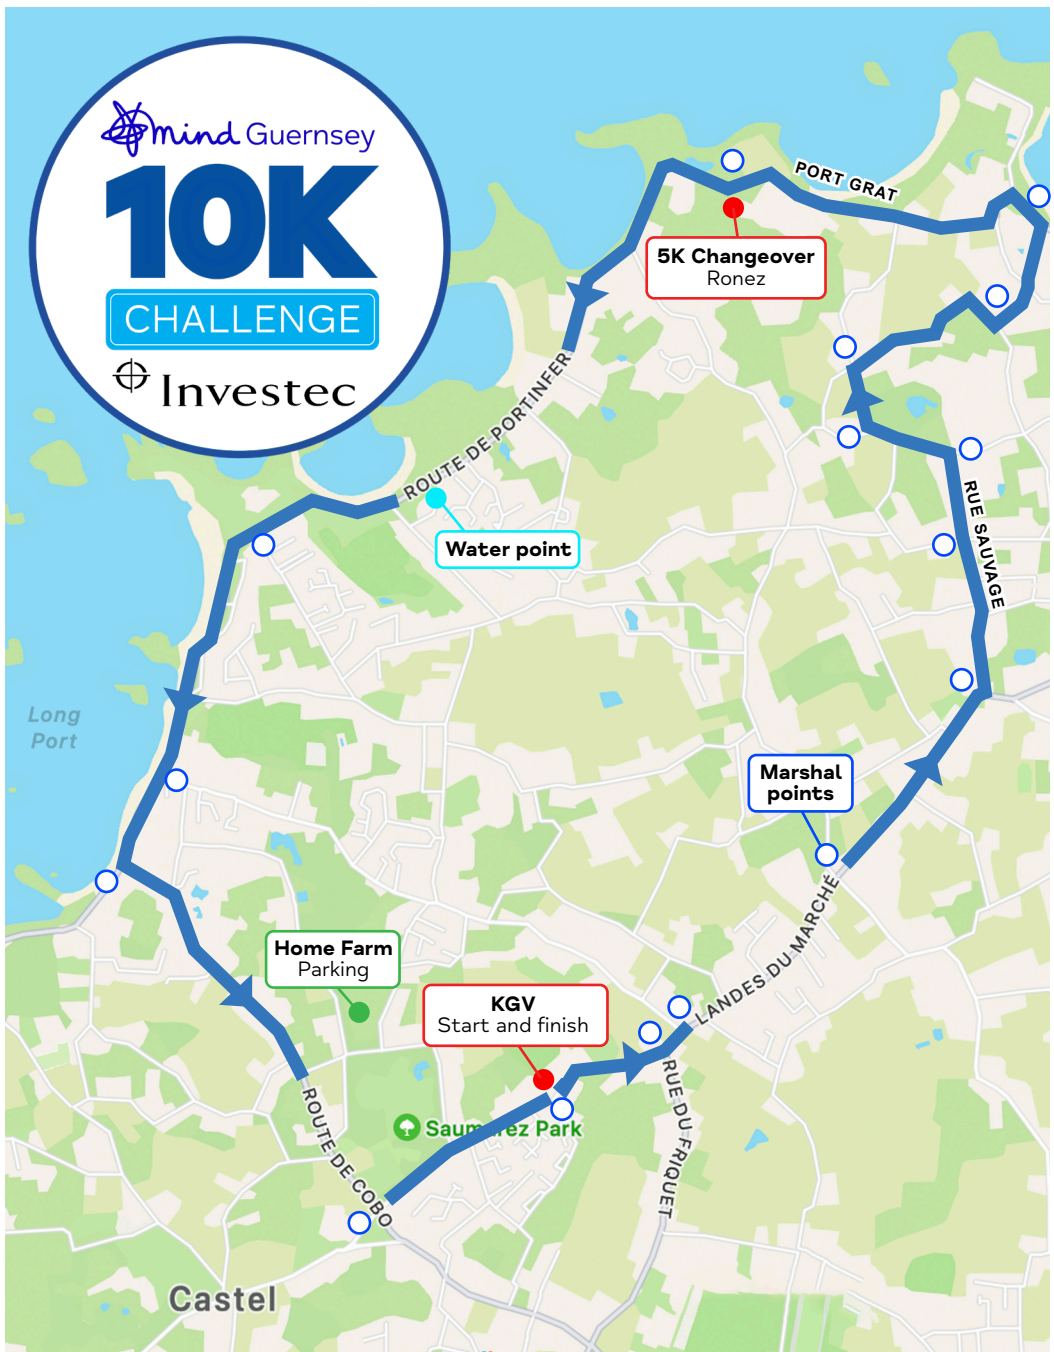 mind Guernsey
10K
CHALLENGE
Investec
PORT GRAT
5K Changeover
Ronez
ROUTE DE PORTINFER
Water point
RUE SAUVAGE
Long
Port
Marshal
points
LANDES DU MARCHÉ
Home Farm
Parking
KGV
Start and finish
RUE DU FRIQUET
Saumarez Park
ROUTE DE COBO
Castel